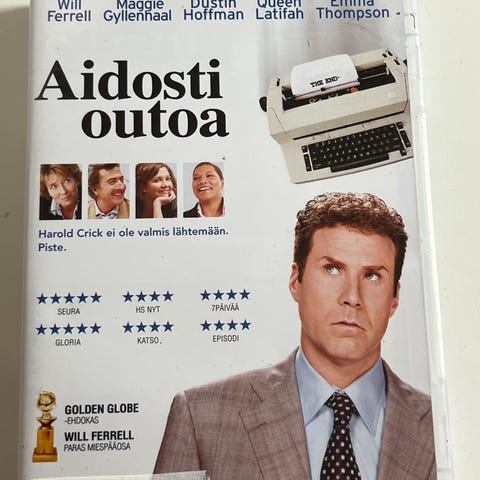 Will Maggie Dustin Queen Emma
Ferrell Gyllenhaal Hoffman Latifah Thompson
THE END
Aidosti
outoa
Harold Crick ei ole valmis lähtemään.
Piste.
★★★★★ ★★★★ ★★★★
SEURA HS NYT 7PÄIVÄÄ
★★★★★ ★★★★ ★★★★
GLORIA KATSO, EPISODI
GOLDEN GLOBE
-EHDOKAS
WILL FERRELL
PARAS MIESPÄÄOSA